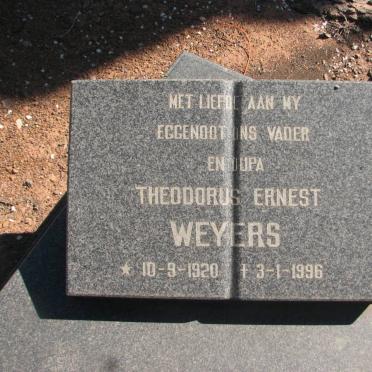 MET LIEFDE AAN MY
EGGENOOT ONS VADER
EN OUPA
THEODORUS ERNEST
WEYERS
★ 10-9-1920 ✝ 3-1-1996